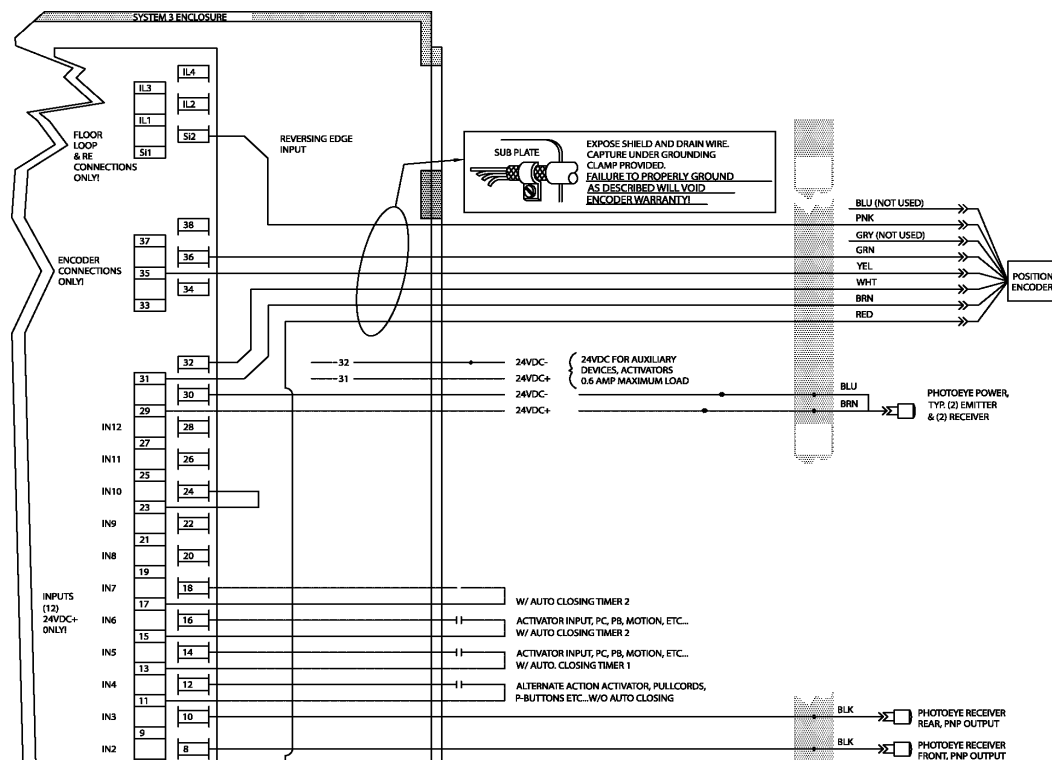 SYSTEM 3 ENCLOSURE
IL4
IL3
IL2
IL1
Si2
Si1
FLOOR
LOOP
& RE
CONNECTIONS
ONLY!
REVERSING EDGE
INPUT
SUB PLATE
EXPOSE SHIELD AND DRAIN WIRE.
CAPTURE UNDER GROUNDING
CLAMP PROVIDED.
FAILURE TO PROPERLY GROUND
AS DESCRIBED WILL VOID
ENCODER WARRANTY!
BLU (NOT USED)
PNK
GRY (NOT USED)
GRN
YEL
WHT
BRN
RED
POSITION
ENCODER
38
37
36
35
34
33
ENCODER
CONNECTIONS
ONLY!
32
31
30
29
32
31
24VDC-
24VDC+
24VDC-
24VDC+
24VDC FOR AUXILIARY
DEVICES, ACTIVATORS
0.6 AMP MAXIMUM LOAD
BLU
BRN
PHOTOEYE POWER,
TYP. (2) EMITTER
& (2) RECEIVER
IN12
28
27
IN11
26
25
IN10
24
23
IN9
22
21
IN8
20
19
IN7
18
17
W/ AUTO CLOSING TIMER 2
INPUTS
(12)
24VDC+
ONLY!
IN6
16
15
ACTIVATOR INPUT, PC, PB, MOTION, ETC...
W/ AUTO CLOSING TIMER 2
IN5
14
13
ACTIVATOR INPUT, PC, PB, MOTION, ETC...
W/ AUTO. CLOSING TIMER 1
IN4
12
11
ALTERNATE ACTION ACTIVATOR, PULLCORDS,
P-BUTTONS ETC...W/O AUTO CLOSING
IN3
10
9
BLK
PHOTOEYE RECEIVER
REAR, PNP OUTPUT
IN2
8
BLK
PHOTOEYE RECEIVER
FRONT, PNP OUTPUT